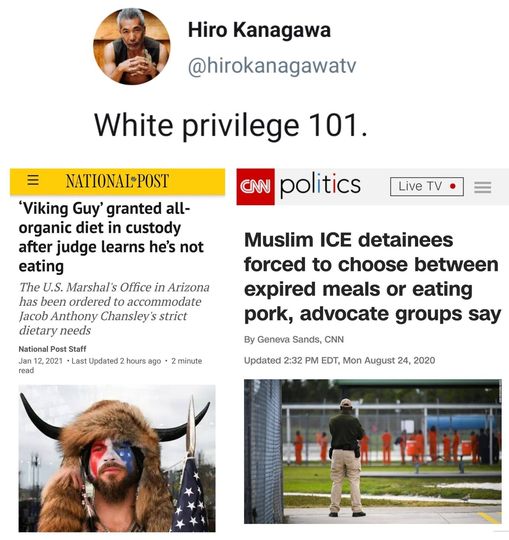 Hiro Kanagawa
@hirokanagawatv
White privilege 101.
NATIONAL POST
'Viking Guy' granted all-
organic diet in custody
after judge learns he's not
eating
The U.S. Marshal's Office in Arizona
has been ordered to accommodate
Jacob Anthony Chansley's strict
dietary needs
National Post Staff
Jan 12, 2021 • Last Updated 2 hours ago • 2 minute
read
CNN politics
Live TV •
Muslim ICE detainees
forced to choose between
expired meals or eating
pork, advocate groups say
By Geneva Sands, CNN
Updated 2:32 PM EDT, Mon August 24, 2020